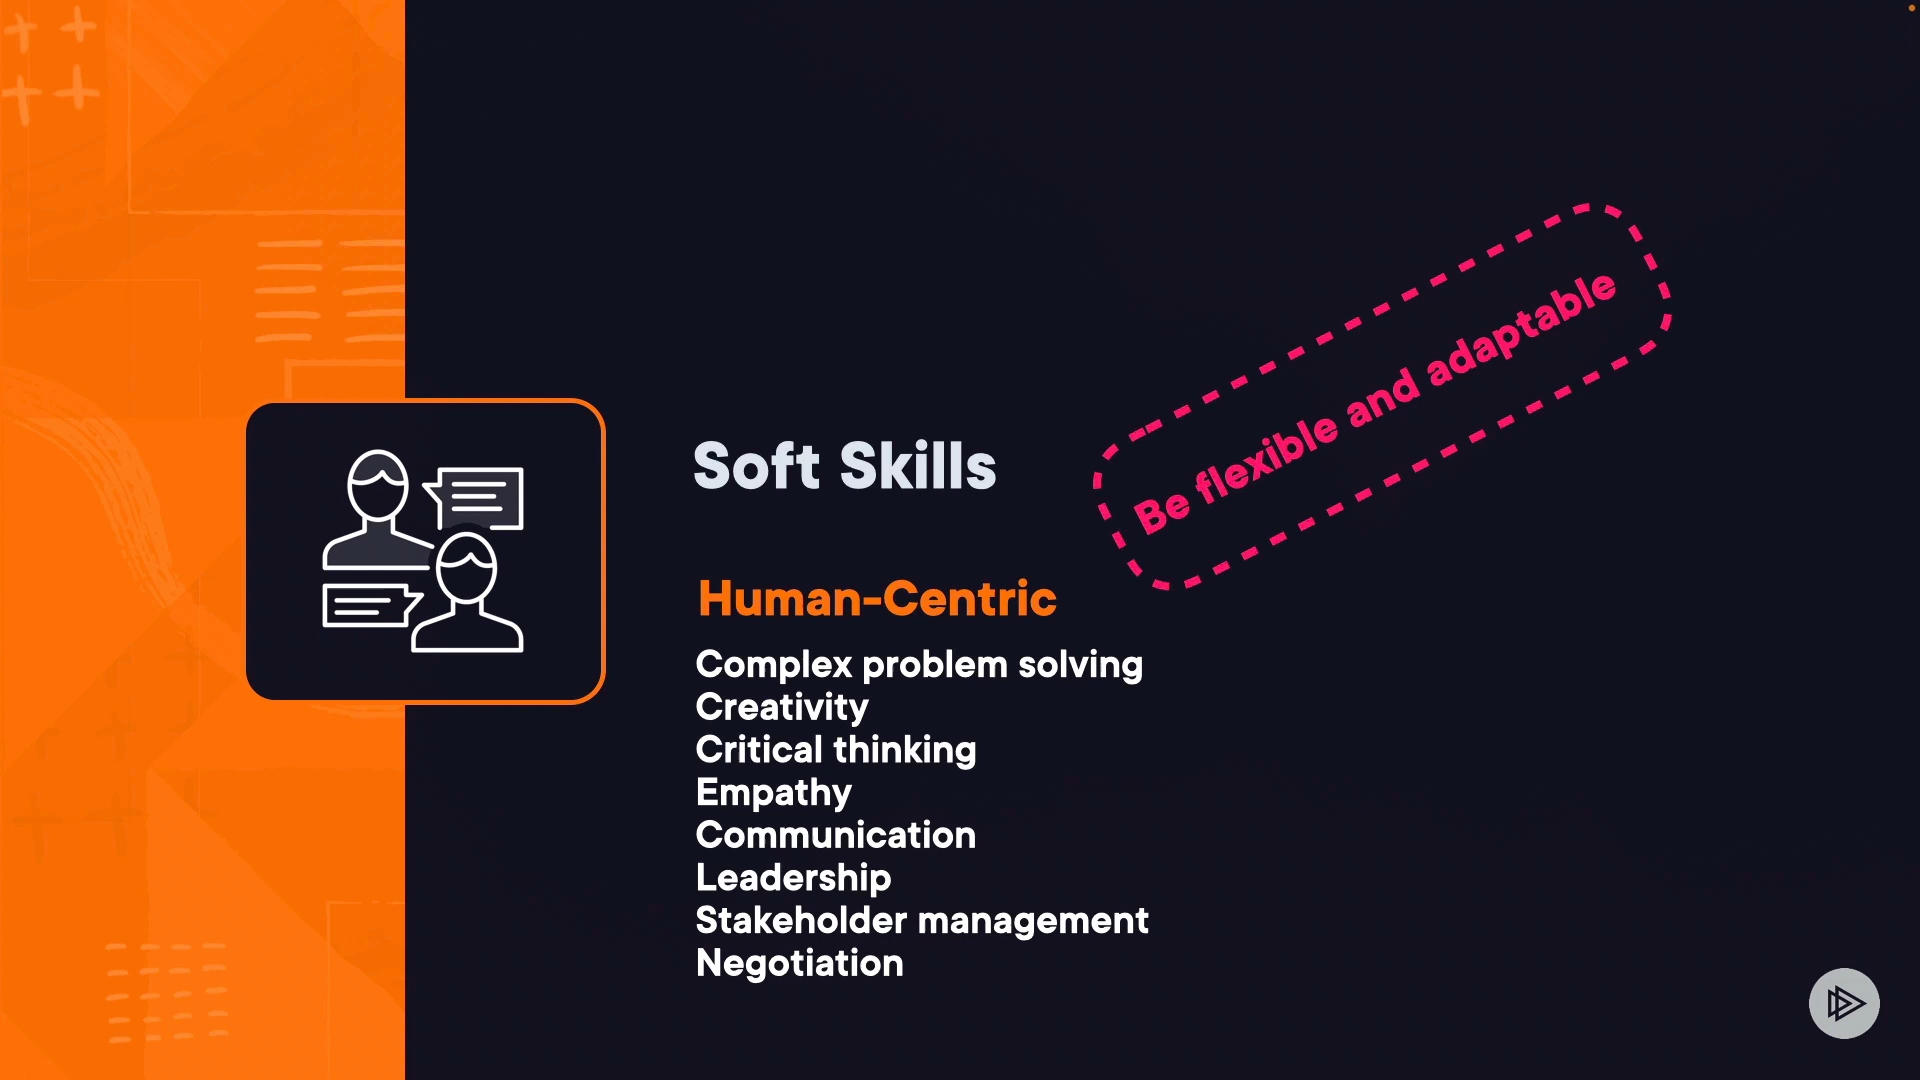 Be flexible and adaptable
Soft Skills
Human-Centric
Complex problem solving
Creativity
Critical thinking
Empathy
Communication
Leadership
Stakeholder management
Negotiation